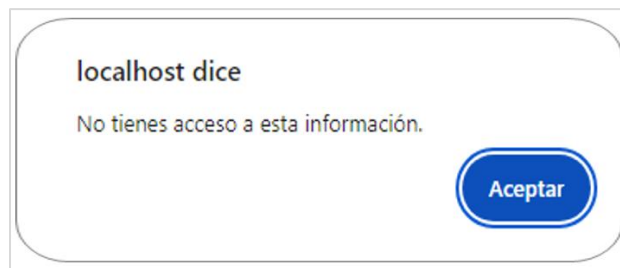 localhost dice
No tienes acceso a esta información.
Aceptar